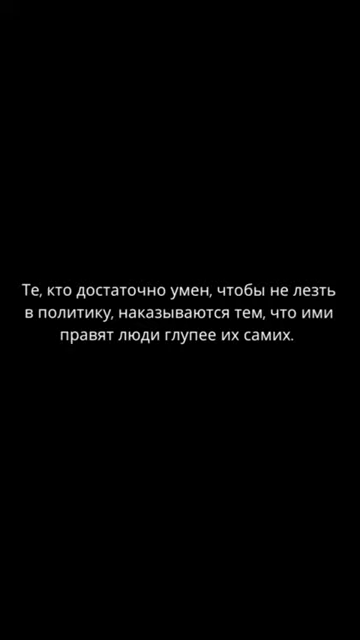 Те, кто достаточно умен, чтобы не лезть
в политику, наказываются тем, что ими
правят люди глупее их самих.